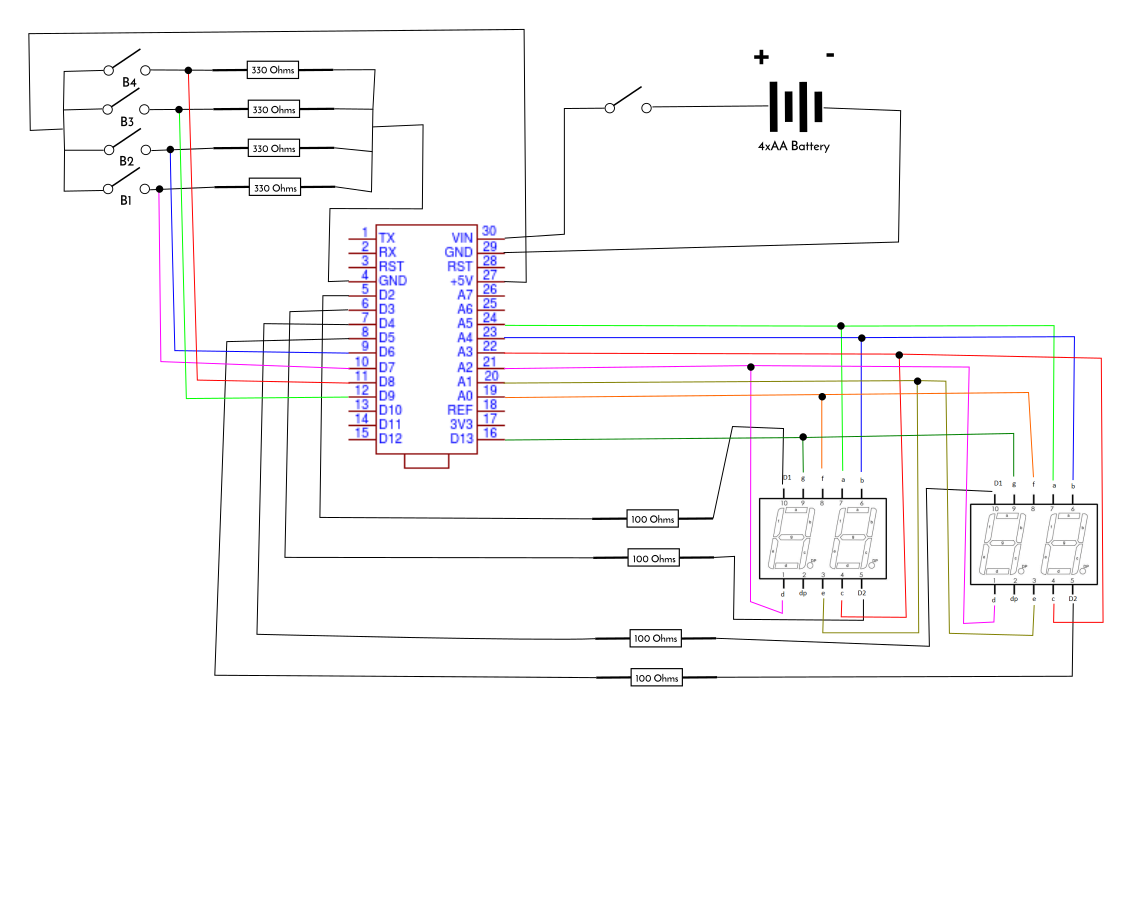 + -
4xAA Battery
B4
330 Ohms
B3
330 Ohms
B2
330 Ohms
B1
330 Ohms
1 TX VIN 30
2 RX GND 29
3 RST RST 28
4 GND +5V 27
5 D2 A7 26
6 D3 A6 25
7 D4 A5 24
8 D5 A4 23
9 D6 A3 22
10 D7 A2 21
11 D8 A1 20
12 D9 A0 19
13 D10 REF 18
14 D11 3V3 17
15 D12 D13 16
D1 g f a b
10 9 8 7 6
1 2 3 4 5
d dp e c D2
D1 g f a b
10 9 8 7 6
1 2 3 4 5
d dp e c D2
100 Ohms
100 Ohms
100 Ohms
100 Ohms